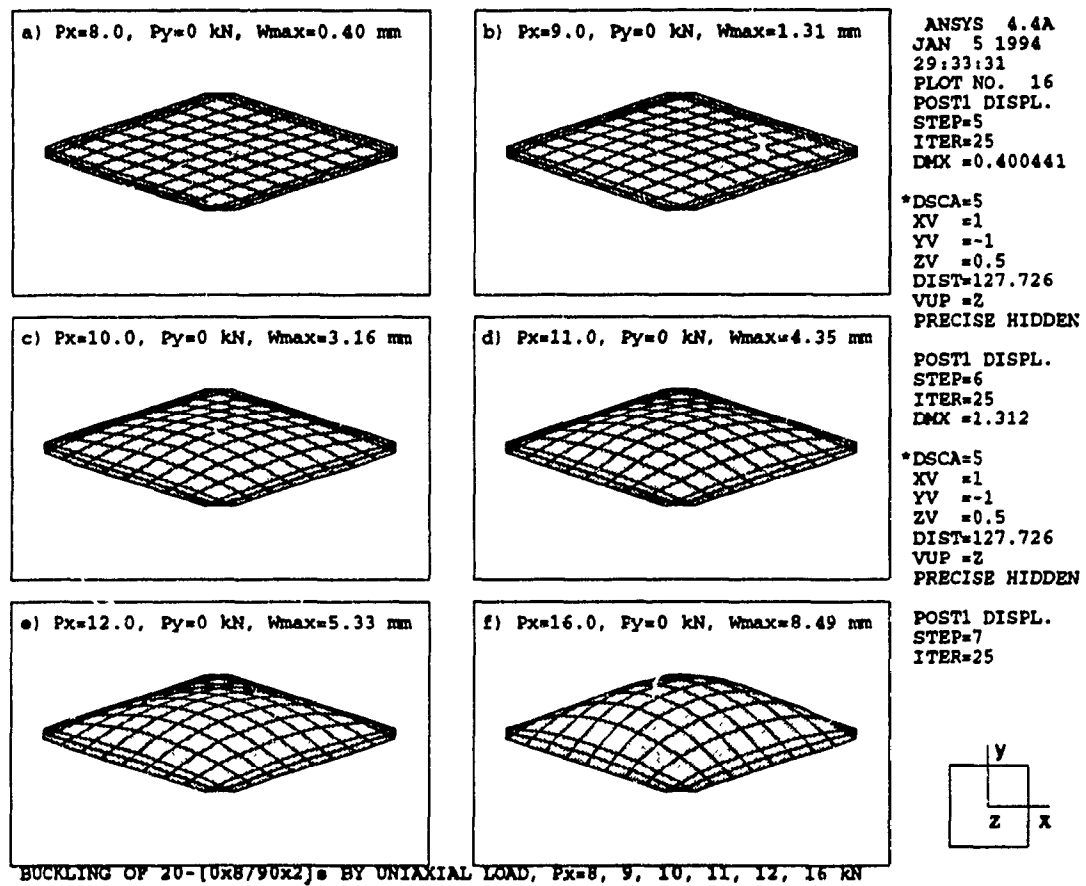 a) Px=8.0, Py=0 kN, Wmax=0.40 mm
b) Px=9.0, Py=0 kN, Wmax=1.31 mm
c) Px=10.0, Py=0 kN, Wmax=3.16 mm
d) Px=11.0, Py=0 kN, Wmax=4.35 mm
e) Px=12.0, Py=0 kN, Wmax=5.33 mm
f) Px=16.0, Py=0 kN, Wmax=8.49 mm
BUCKLING OF 20-[0x8/90x2]s BY UNIAXIAL LOAD, Px=8, 9, 10, 11, 12, 16 kN
ANSYS 4.4A
JAN 5 1994
29:33:31
PLOT NO. 16
POST1 DISPL.
STEP=5
ITER=25
DMX =0.400441
*DSCA=5
XV =1
YV =-1
ZV =0.5
DIST=127.726
VUP =Z
PRECISE HIDDEN
POST1 DISPL.
STEP=6
ITER=25
DMX =1.312
*DSCA=5
XV =1
YV =-1
ZV =0.5
DIST=127.726
VUP =Z
PRECISE HIDDEN
POST1 DISPL.
STEP=7
ITER=25
y
z x